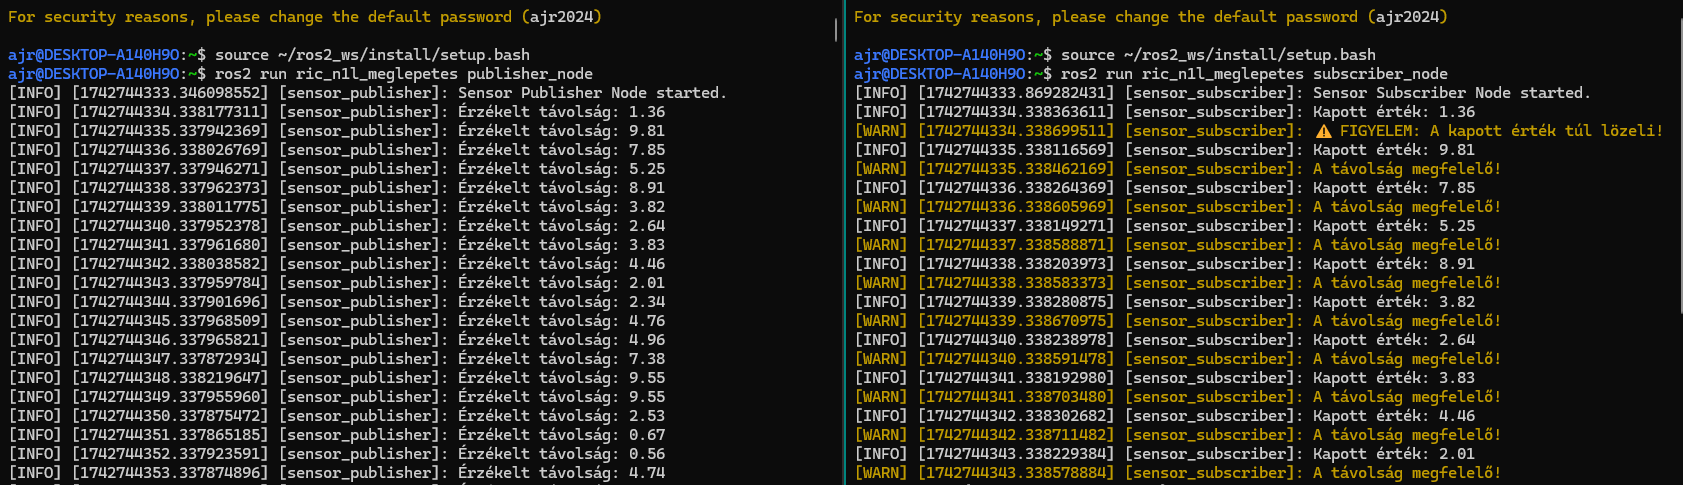 For security reasons, please change the default password (ajr2024)
ajr@DESKTOP-A140H9O:~$ source ~/ros2_ws/install/setup.bash
ajr@DESKTOP-A140H9O:~$ ros2 run ric_n1l_meglepetes publisher_node
[INFO] [1742744333.346098552] [sensor_publisher]: Sensor Publisher Node started.
[INFO] [1742744334.338177311] [sensor_publisher]: Érzékelt távolság: 1.36
[INFO] [1742744335.337942369] [sensor_publisher]: Érzékelt távolság: 9.81
[INFO] [1742744336.338026769] [sensor_publisher]: Érzékelt távolság: 7.85
[INFO] [1742744337.337946271] [sensor_publisher]: Érzékelt távolság: 5.25
[INFO] [1742744338.337962373] [sensor_publisher]: Érzékelt távolság: 8.91
[INFO] [1742744339.338011775] [sensor_publisher]: Érzékelt távolság: 3.82
[INFO] [1742744340.337952378] [sensor_publisher]: Érzékelt távolság: 2.64
[INFO] [1742744341.337961680] [sensor_publisher]: Érzékelt távolság: 3.83
[INFO] [1742744342.338038582] [sensor_publisher]: Érzékelt távolság: 4.46
[INFO] [1742744343.337959784] [sensor_publisher]: Érzékelt távolság: 2.01
[INFO] [1742744344.337901696] [sensor_publisher]: Érzékelt távolság: 2.34
[INFO] [1742744345.337968509] [sensor_publisher]: Érzékelt távolság: 4.76
[INFO] [1742744346.337965821] [sensor_publisher]: Érzékelt távolság: 4.96
[INFO] [1742744347.337872934] [sensor_publisher]: Érzékelt távolság: 7.38
[INFO] [1742744348.338219647] [sensor_publisher]: Érzékelt távolság: 9.55
[INFO] [1742744349.337955960] [sensor_publisher]: Érzékelt távolság: 9.55
[INFO] [1742744350.337875472] [sensor_publisher]: Érzékelt távolság: 2.53
[INFO] [1742744351.337865185] [sensor_publisher]: Érzékelt távolság: 0.67
[INFO] [1742744352.337923591] [sensor_publisher]: Érzékelt távolság: 0.56
[INFO] [1742744353.337874896] [sensor_publisher]: Érzékelt távolság: 4.74
For security reasons, please change the default password (ajr2024)
ajr@DESKTOP-A140H9O:~$ source ~/ros2_ws/install/setup.bash
ajr@DESKTOP-A140H9O:~$ ros2 run ric_n1l_meglepetes subscriber_node
[INFO] [1742744333.869282431] [sensor_subscriber]: Sensor Subscriber Node started.
[INFO] [1742744334.338363611] [sensor_subscriber]: Kapott érték: 1.36
[WARN] [1742744334.338699511] [sensor_subscriber]: ⚠️ FIGYELEM: A kapott érték túl lözeli!
[INFO] [1742744335.338116569] [sensor_subscriber]: Kapott érték: 9.81
[WARN] [1742744335.338462169] [sensor_subscriber]: A távolság megfelelő!
[INFO] [1742744336.338264369] [sensor_subscriber]: Kapott érték: 7.85
[WARN] [1742744336.338605969] [sensor_subscriber]: A távolság megfelelő!
[INFO] [1742744337.338149271] [sensor_subscriber]: Kapott érték: 5.25
[WARN] [1742744337.338588871] [sensor_subscriber]: A távolság megfelelő!
[INFO] [1742744338.338203973] [sensor_subscriber]: Kapott érték: 8.91
[WARN] [1742744338.338583373] [sensor_subscriber]: A távolság megfelelő!
[INFO] [1742744339.338280875] [sensor_subscriber]: Kapott érték: 3.82
[WARN] [1742744339.338670975] [sensor_subscriber]: A távolság megfelelő!
[INFO] [1742744340.338238978] [sensor_subscriber]: Kapott érték: 2.64
[WARN] [1742744340.338591478] [sensor_subscriber]: A távolság megfelelő!
[INFO] [1742744341.338192980] [sensor_subscriber]: Kapott érték: 3.83
[WARN] [1742744341.338703480] [sensor_subscriber]: A távolság megfelelő!
[INFO] [1742744342.338302682] [sensor_subscriber]: Kapott érték: 4.46
[WARN] [1742744342.338711482] [sensor_subscriber]: A távolság megfelelő!
[INFO] [1742744343.338229384] [sensor_subscriber]: Kapott érték: 2.01
[WARN] [1742744343.338578884] [sensor_subscriber]: A távolság megfelelő!